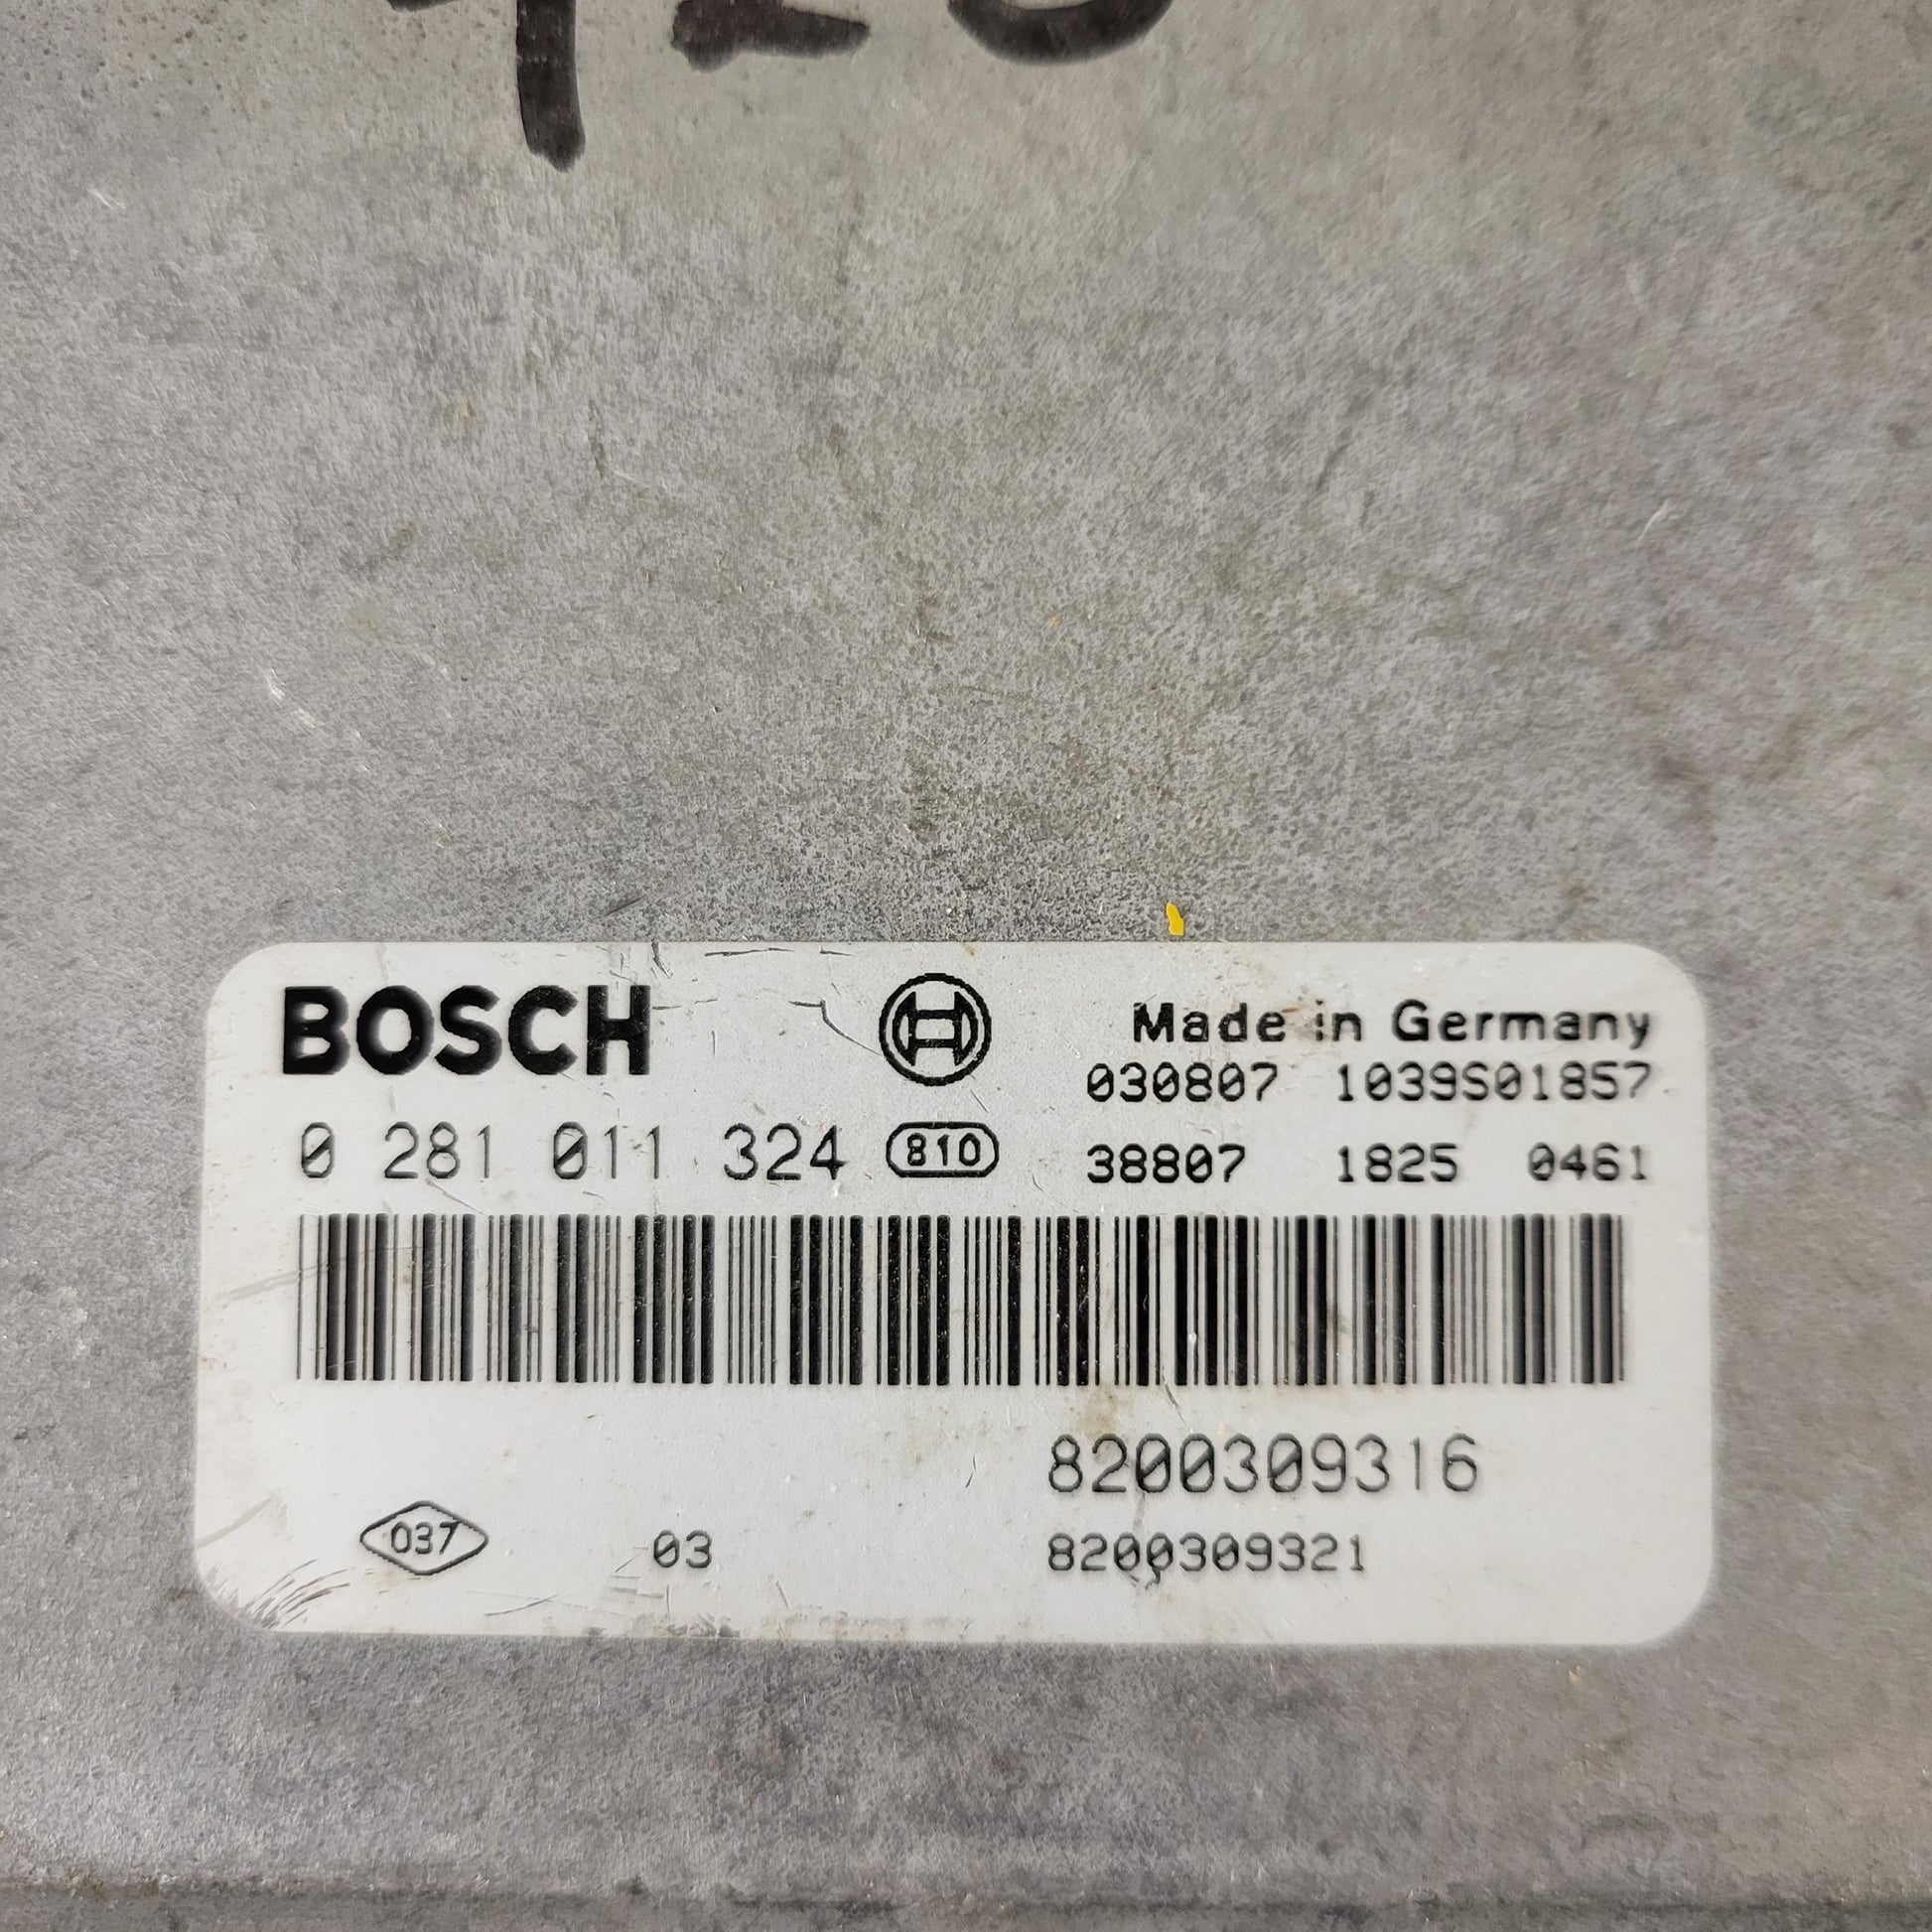 BOSCH
Made in Germany
030807 1039S01857
0 281 011 324 810
38807 1825 0461
8200309316
037 03 8200309321